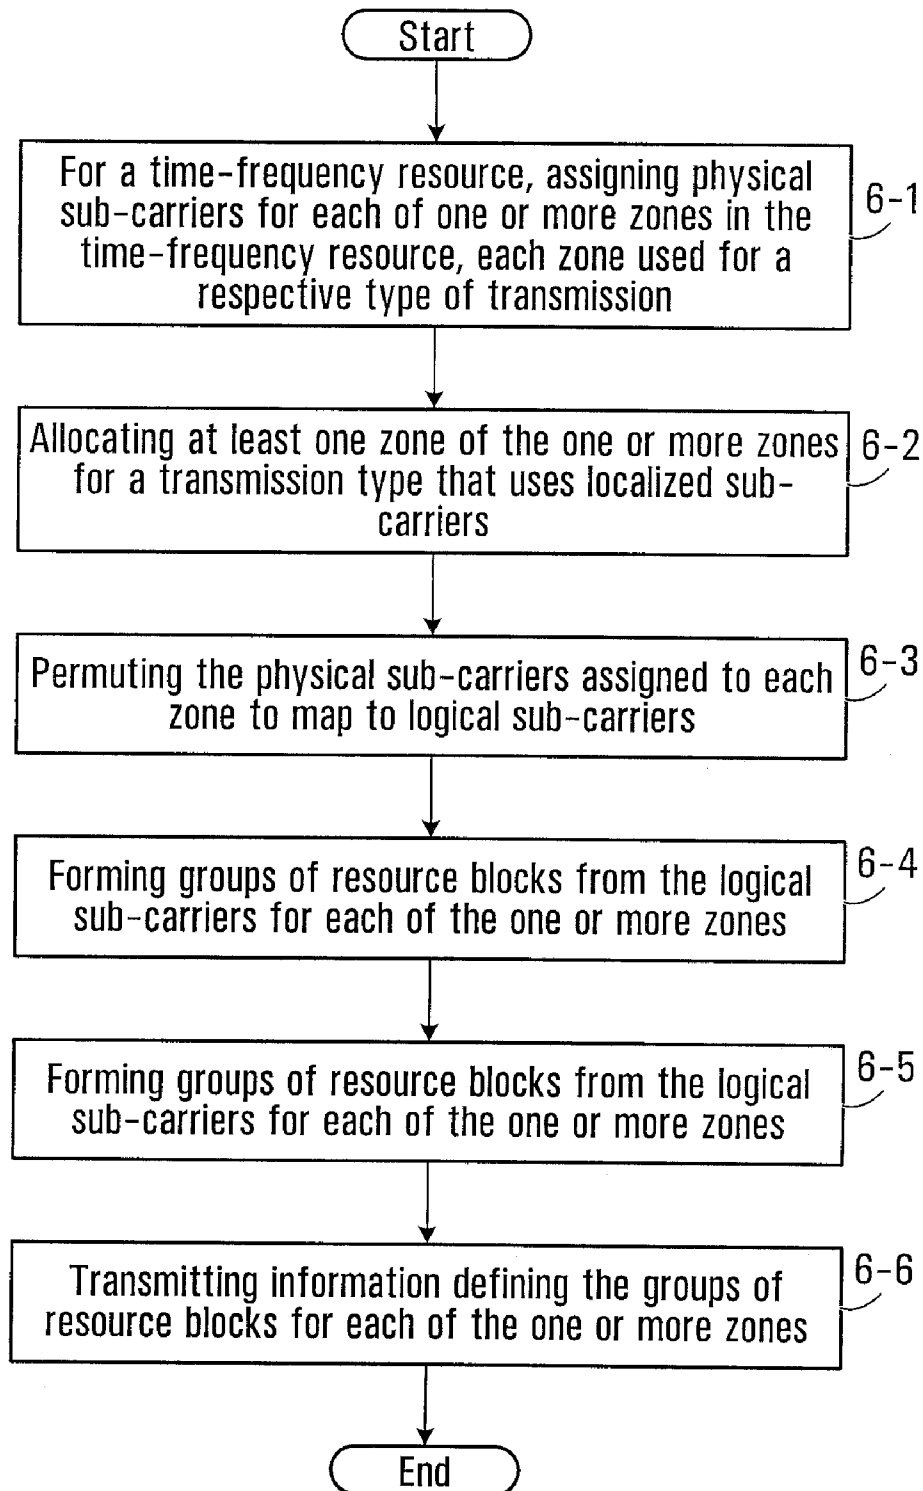 Start
For a time-frequency resource, assigning physical
sub-carriers for each of one or more zones in the
time-frequency resource, each zone used for a
respective type of transmission
6-1
Allocating at least one zone of the one or more zones
for a transmission type that uses localized sub-
carriers
6-2
Permuting the physical sub-carriers assigned to each
zone to map to logical sub-carriers
6-3
Forming groups of resource blocks from the logical
sub-carriers for each of the one or more zones
6-4
Forming groups of resource blocks from the logical
sub-carriers for each of the one or more zones
6-5
Transmitting information defining the groups of
resource blocks for each of the one or more zones
6-6
End